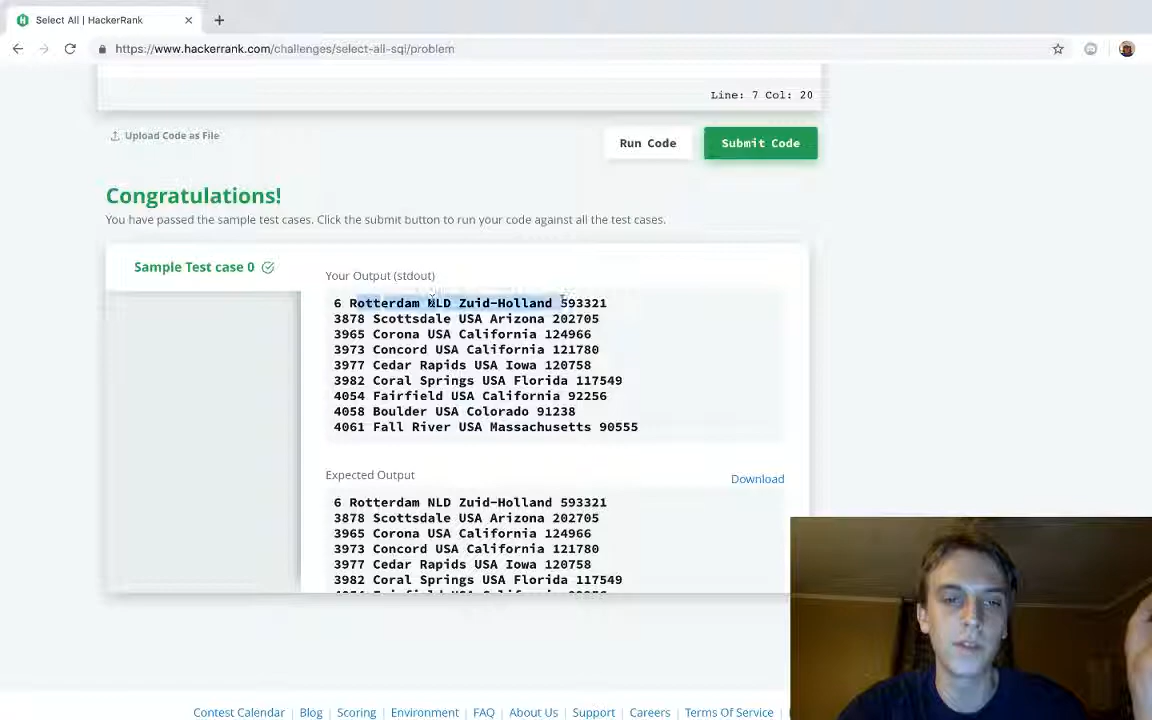 Select All | HackerRank
https://www.hackerrank.com/challenges/select-all-sql/problem
Line: 7 Col: 20
Upload Code as File
Run Code
Submit Code
Congratulations!
You have passed the sample test cases. Click the submit button to run your code against all the test cases.
Sample Test case 0
Your Output (stdout)
6 Rotterdam NLD Zuid-Holland 593321
3878 Scottsdale USA Arizona 202705
3965 Corona USA California 124966
3973 Concord USA California 121780
3977 Cedar Rapids USA Iowa 120758
3982 Coral Springs USA Florida 117549
4054 Fairfield USA California 92256
4058 Boulder USA Colorado 91238
4061 Fall River USA Massachusetts 90555
Expected Output
Download
6 Rotterdam NLD Zuid-Holland 593321
3878 Scottsdale USA Arizona 202705
3965 Corona USA California 124966
3973 Concord USA California 121780
3977 Cedar Rapids USA Iowa 120758
3982 Coral Springs USA Florida 117549
Contest Calendar | Blog | Scoring | Environment | FAQ | About Us | Support | Careers | Terms Of Service |